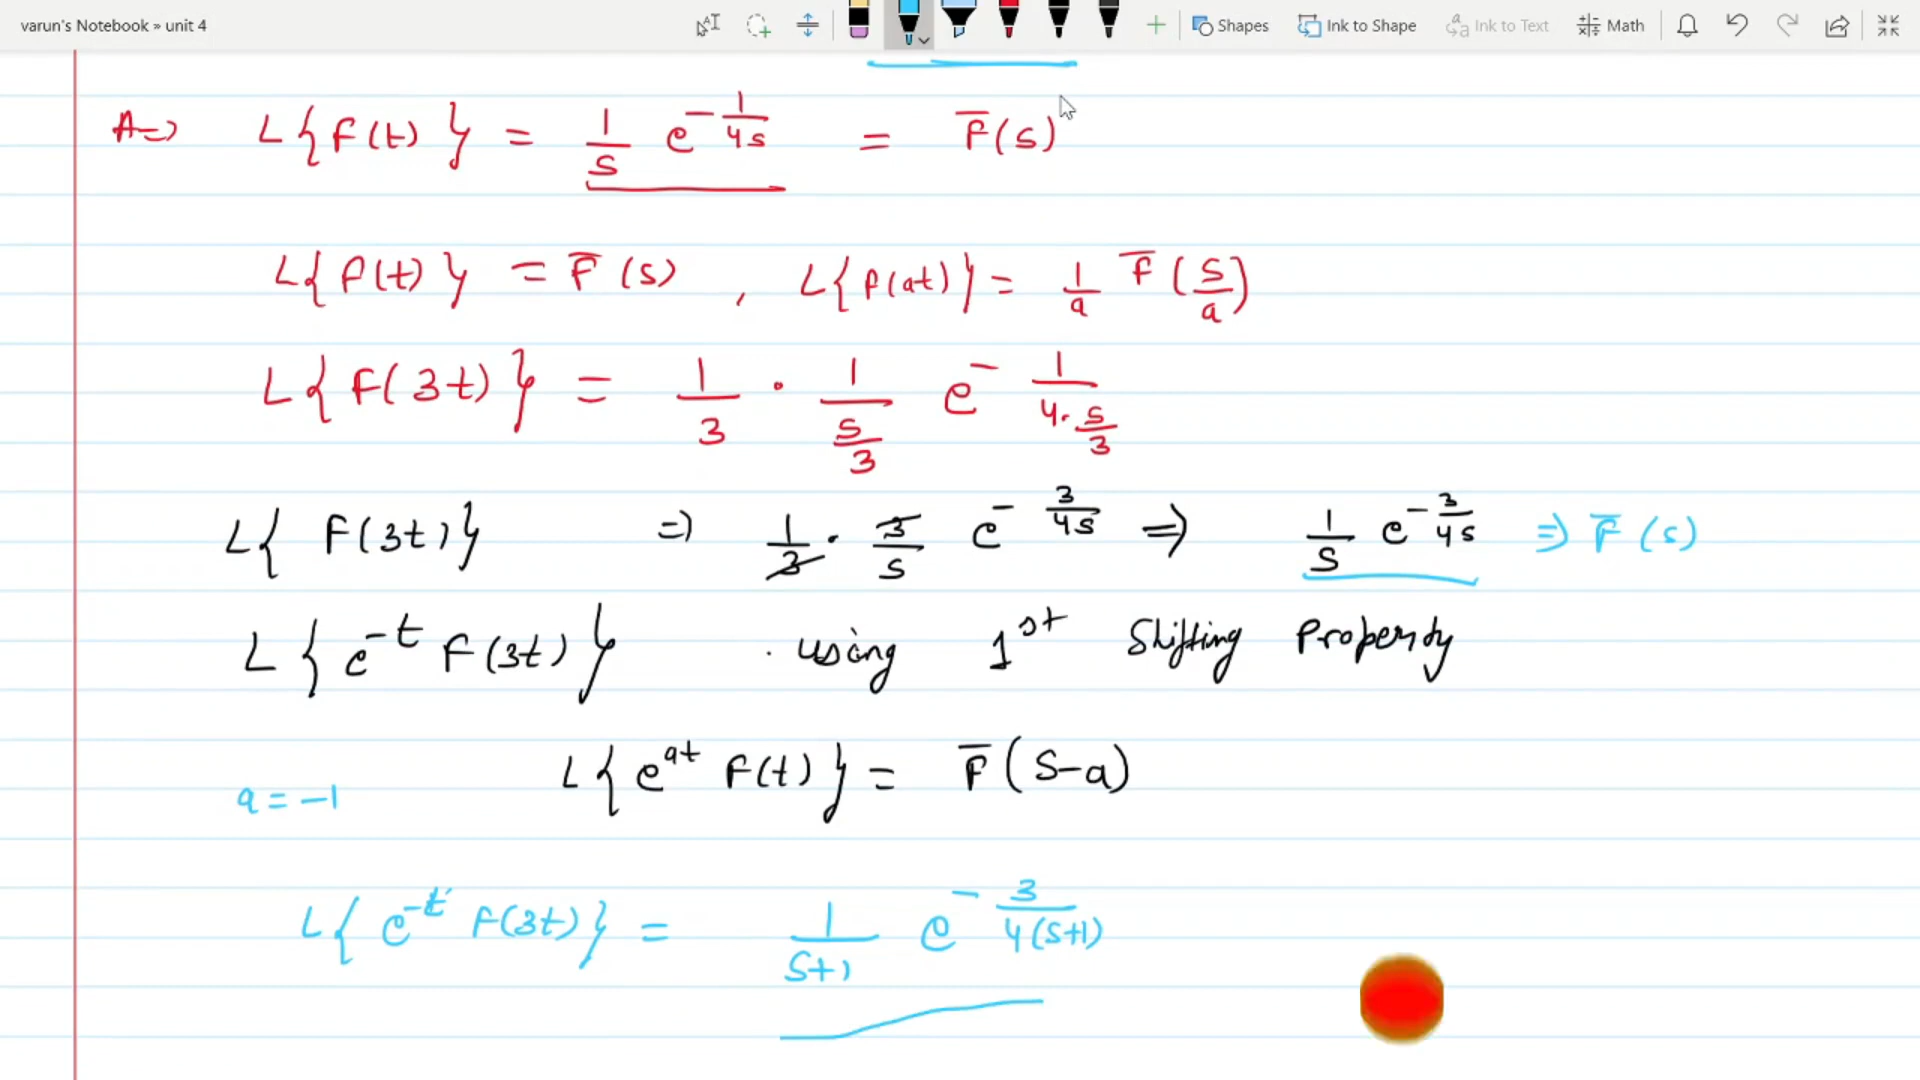 varun's Notebook » unit 4
Shapes Ink to Shape Ink to Text Math
A=> L{F(t)} = 1/s e^-1/4s = F̅(s)
L{f(t)} = F̅(s) , L{f(at)} = 1/a F̅(s/a)
L{F(3t)} = 1/3 · 1/(s/3) e^-1/(4·s/3)
L{F(3t)} => 1/3 · 3/s e^-3/4s => 1/s e^-3/4s => F̅(s)
L{e^-t F(3t)} . using 1st Shifting Property
L{e^at F(t)} = F̅(S-a)
a = -1
L{e^-t F(3t)} = 1/(S+1) e^-3/4(S+1)